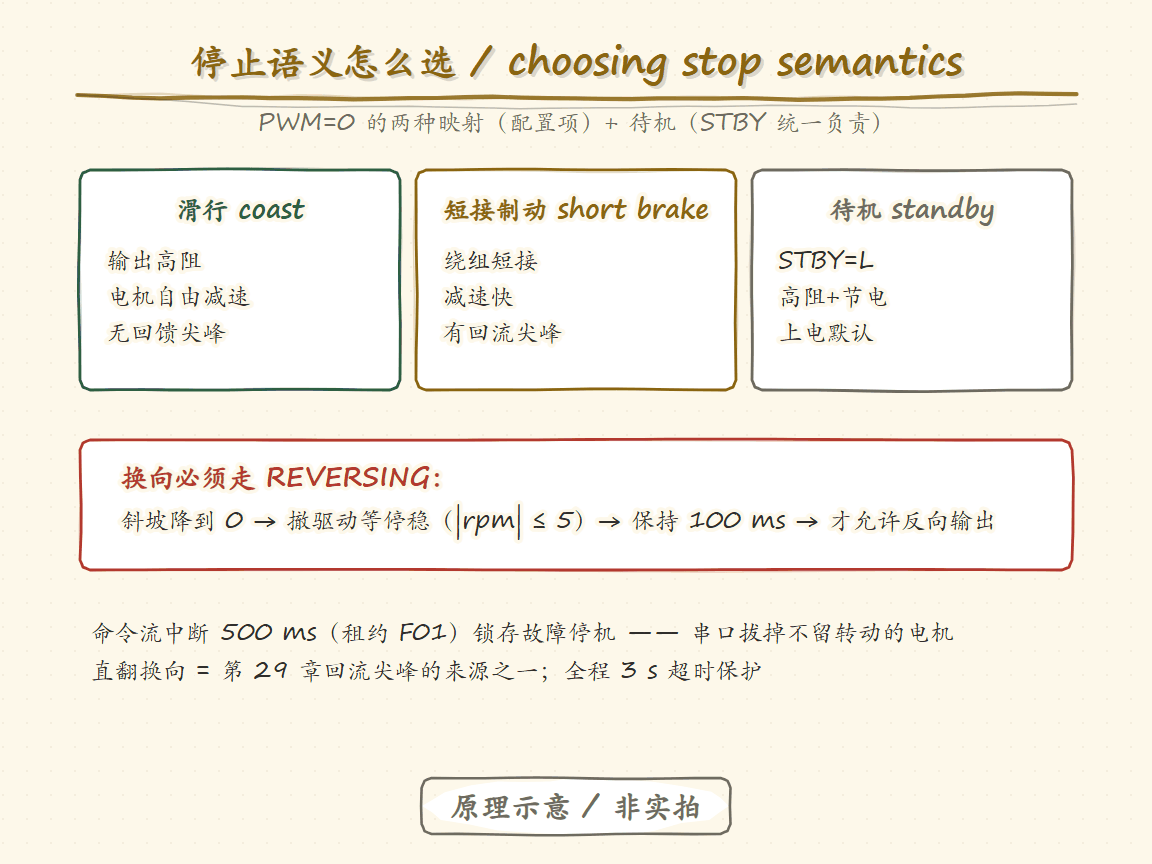 停止语义怎么选 / choosing stop semantics
PWM=0 的两种映射（配置项）+ 待机（STBY 统一负责）
滑行 coast
输出高阻
电机自由减速
无回馈尖峰
短接制动 short brake
绕组短接
减速快
有回流尖峰
待机 standby
STBY=L
高阻+节电
上电默认
换向必须走 REVERSING：
斜坡降到 0 → 撤驱动等停稳（|rpm| ≤ 5）→ 保持 100 ms → 才允许反向输出
命令流中断 500 ms（租约 F01）锁存故障停机 —— 串口拔掉不留转动的电机
直翻换向 = 第 29 章回流尖峰的来源之一；全程 3 s 超时保护
原理示意 / 非实拍